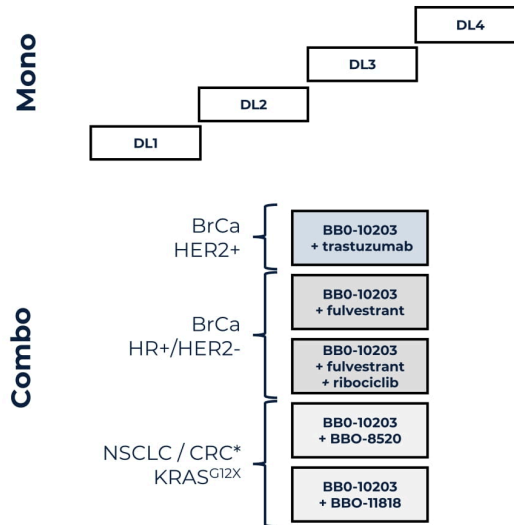 Mono
DL4
DL3
DL2
DL1
Combo
BrCa
HER2+
BB0-10203
+ trastuzumab
BrCa
HR+/HER2-
BB0-10203
+ fulvestrant
BB0-10203
+ fulvestrant
+ ribociclib
NSCLC / CRC*
KRASᴳ¹²ˣ
BB0-10203
+ BBO-8520
BB0-10203
+ BBO-11818